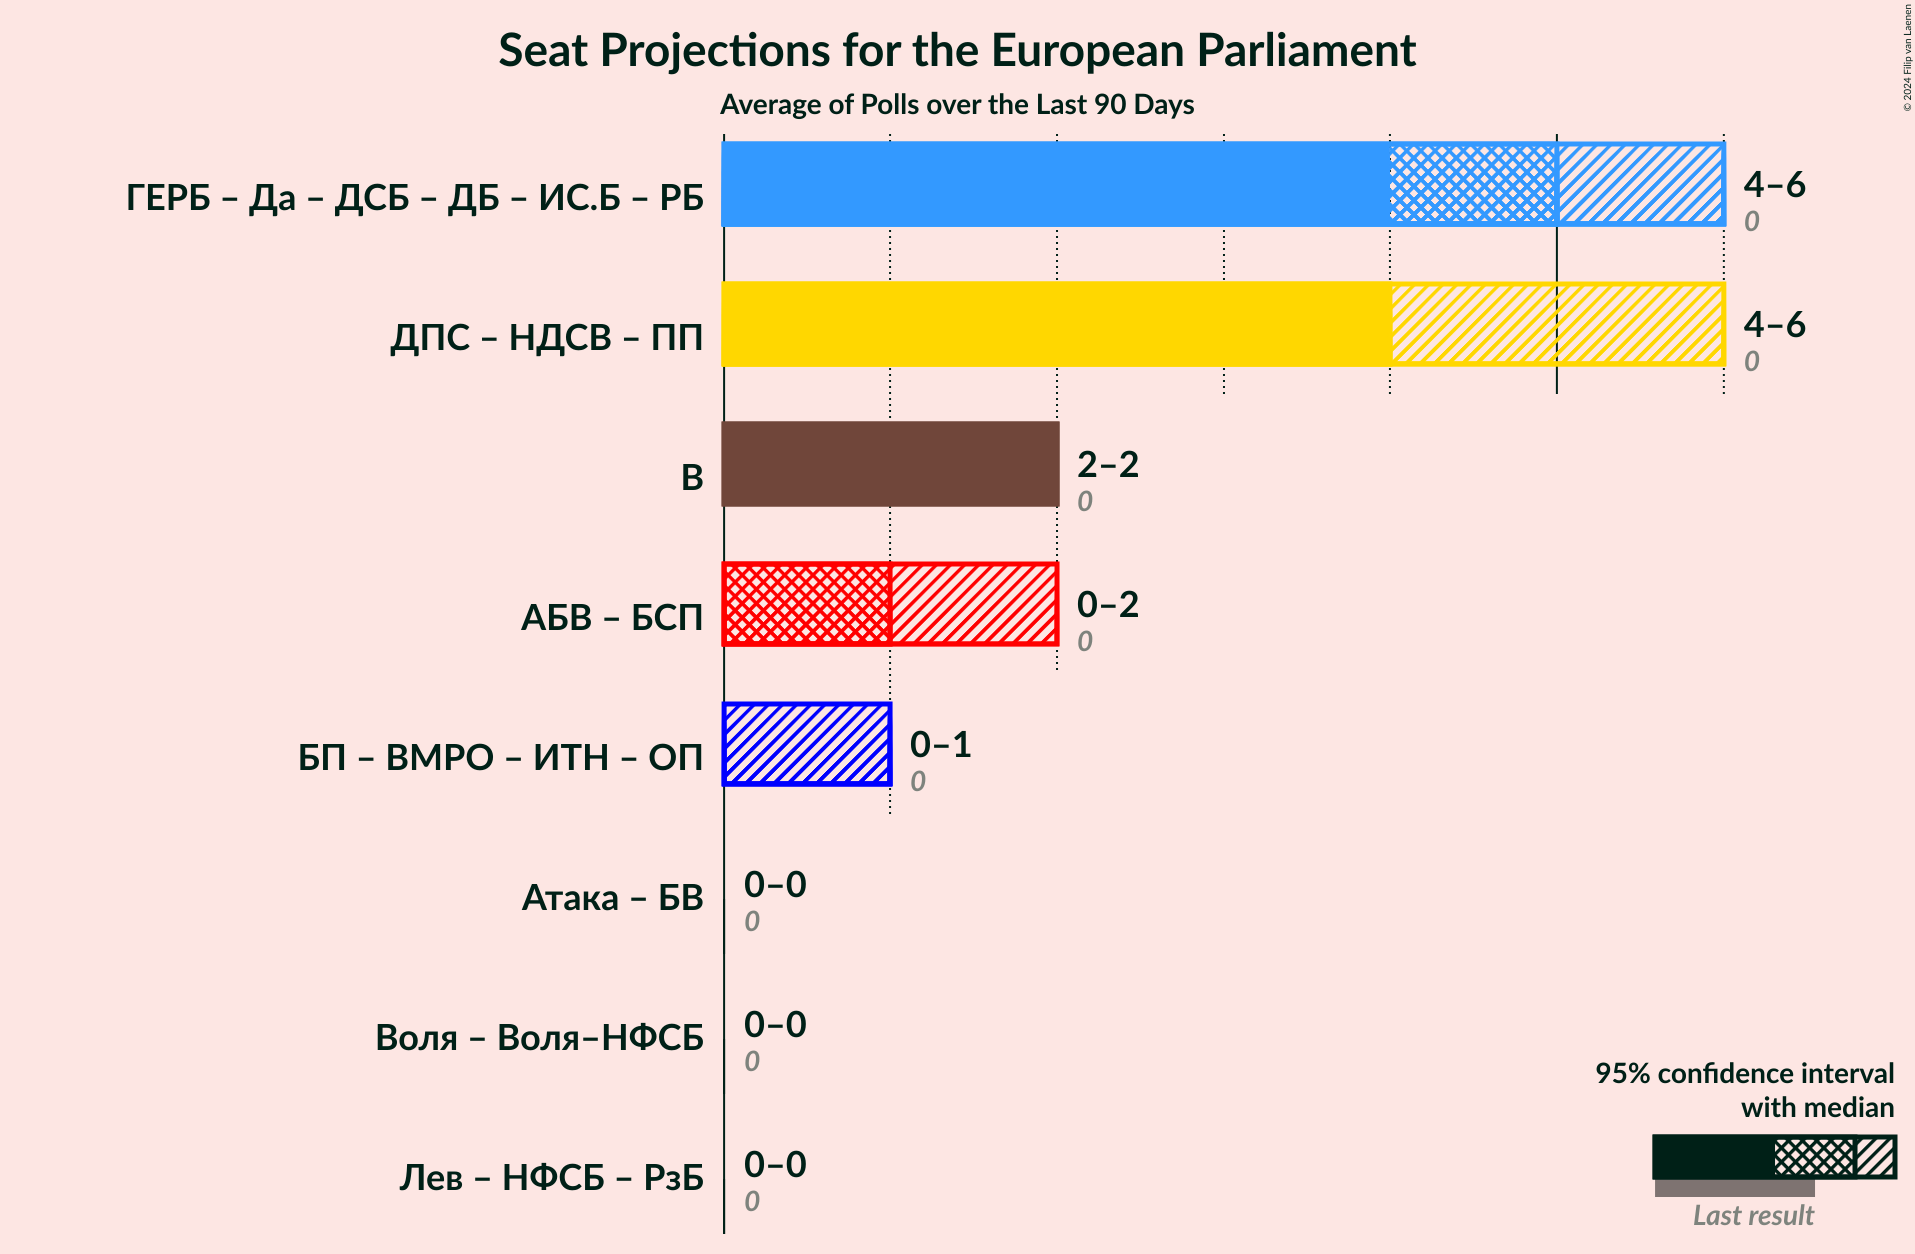 © 2024 Filip van Laenen
Seat Projections for the European Parliament
Average of Polls over the Last 90 Days
ГЕРБ – Да – ДСБ – ДБ – ИС.Б – РБ
4–6
0
ДПС – НДСВ – ПП
4–6
0
В
2–2
0
АБВ – БСП
0–2
0
БП – ВМРО – ИТН – ОП
0–1
0
Атака – БВ
0–0
0
Воля – Воля–НФСБ
0–0
0
Лев – НФСБ – РзБ
0–0
0
95% confidence interval
with median
Last result